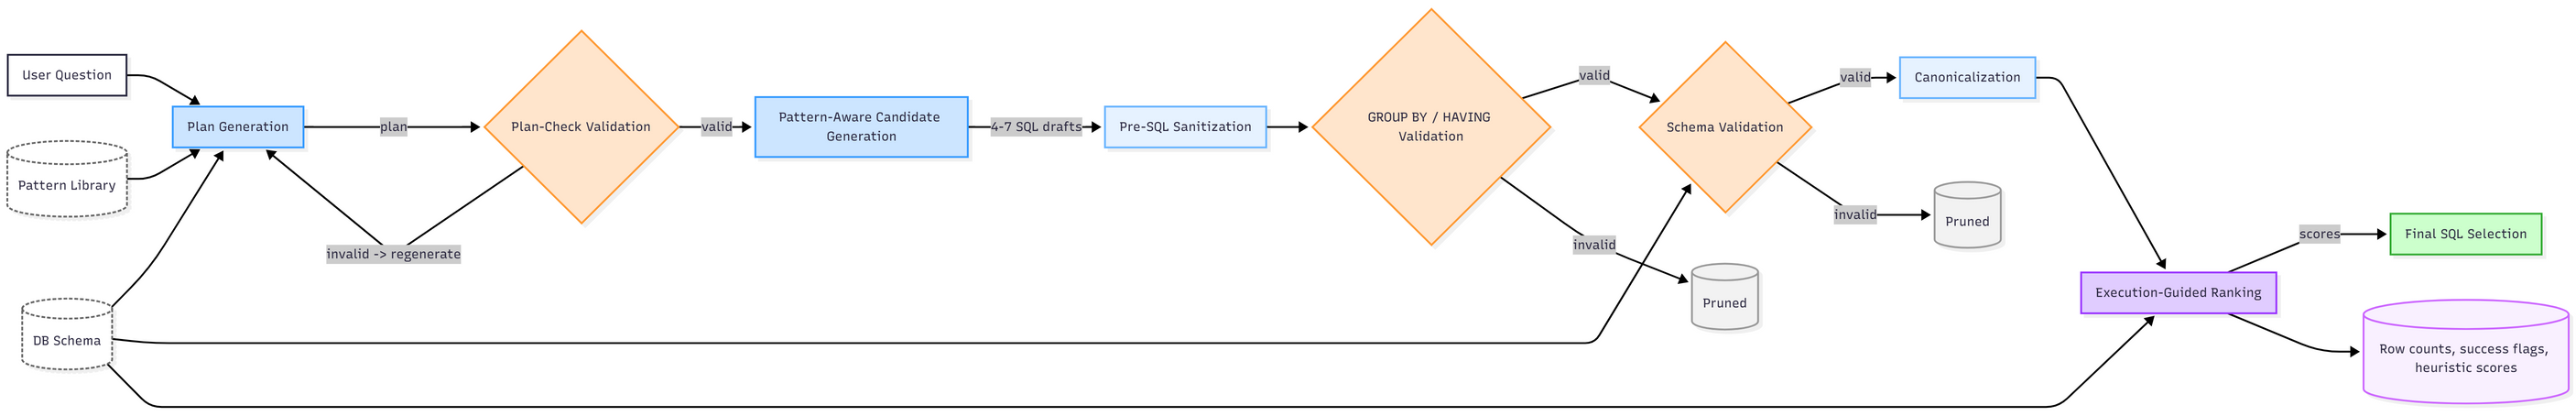 User Question
Pattern Library
DB Schema
Plan Generation
plan
invalid -> regenerate
Plan-Check Validation
valid
Pattern-Aware Candidate
Generation
4-7 SQL drafts
Pre-SQL Sanitization
GROUP BY / HAVING
Validation
valid
invalid
Schema Validation
Pruned
valid
invalid
Canonicalization
Pruned
Execution-Guided Ranking
scores
Final SQL Selection
Row counts, success flags,
heuristic scores